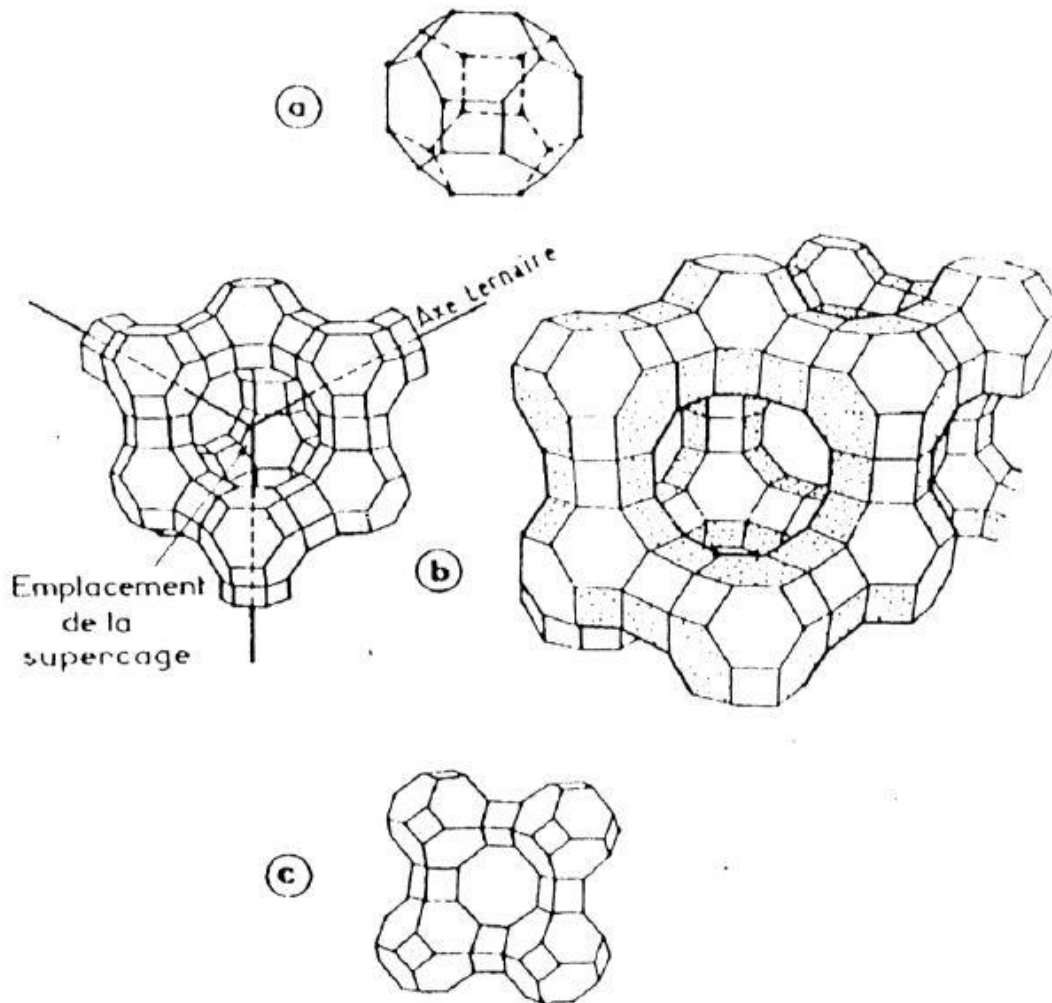 a
Axe ternaire
b
Emplacement
de la
supercage
c